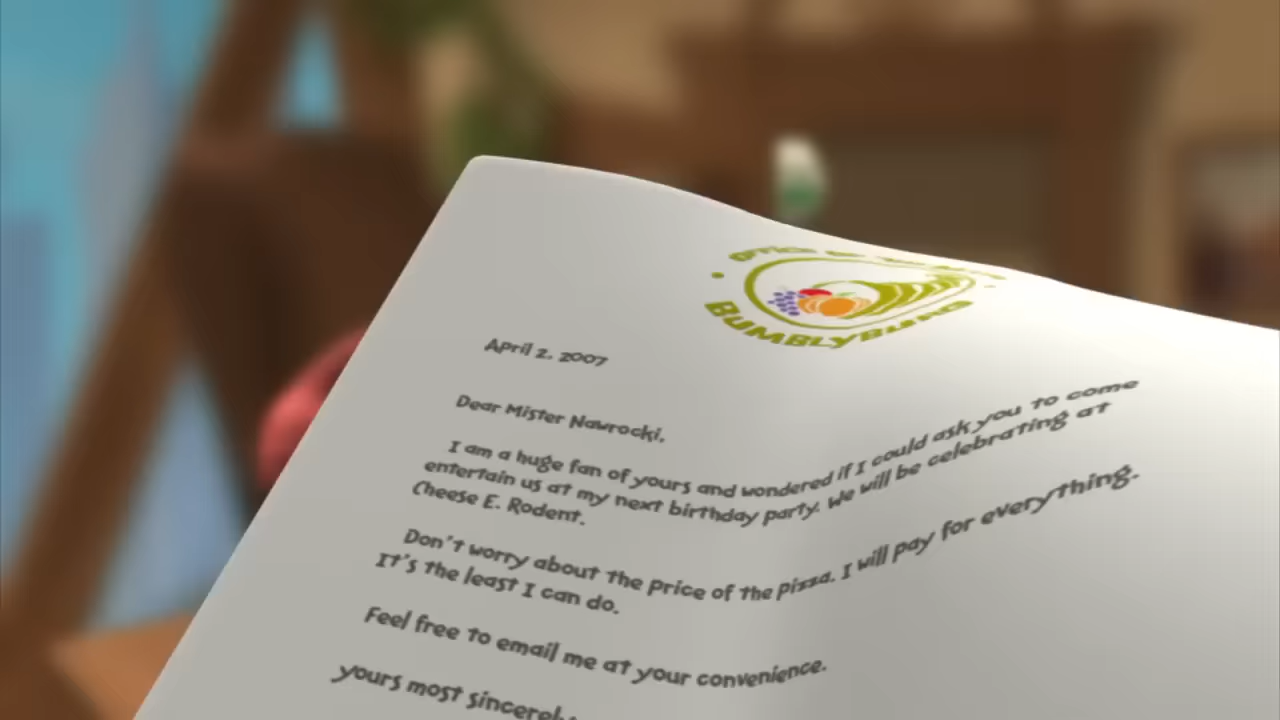 Office
BUMBLYBURG
April 2, 2007
Dear Mister Nawrocki,
I am a huge fan of yours and wondered if I could ask you to come
entertain us at my next birthday party. We will be celebrating at
Cheese E. Rodent.
Don't worry about the price of the pizza. I will pay for everything.
It's the least I can do.
Feel free to email me at your convenience.
yours most sincerely